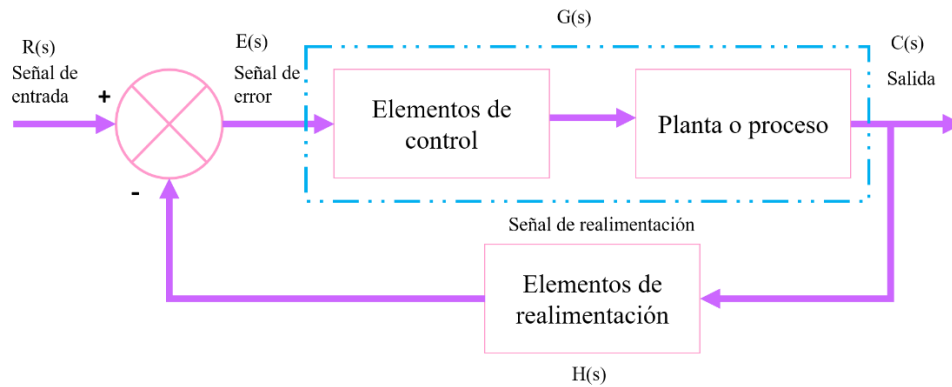 G(s)
R(s)
Señal de
entrada
E(s)
Señal de
error
C(s)
Salida
+
-
Elementos de
control
Planta o proceso
Señal de realimentación
Elementos de
realimentación
H(s)